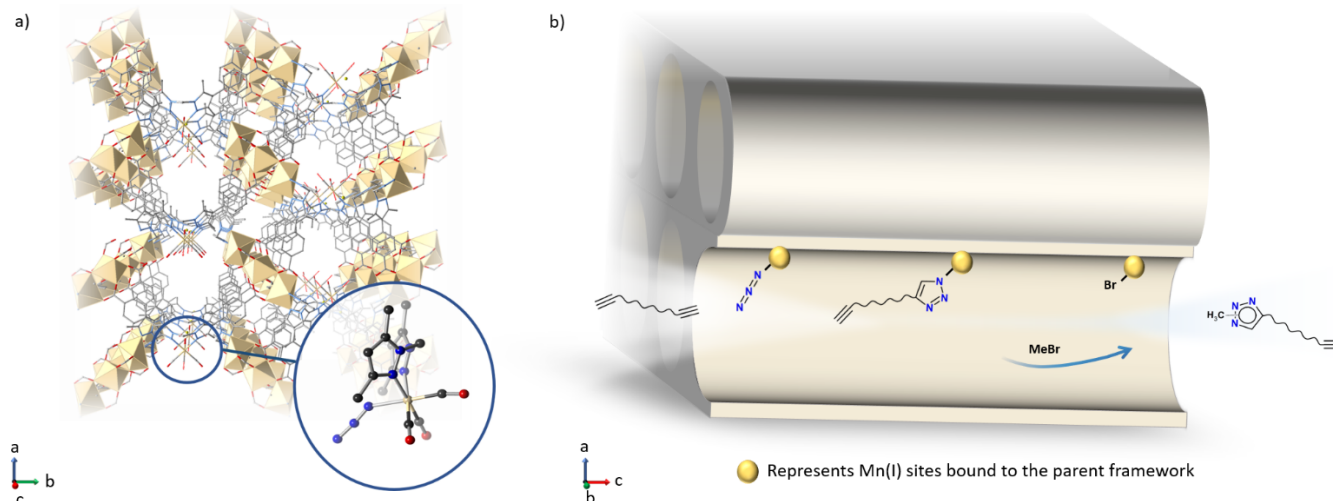 a)
a
b
c
b)
N
N
N
N
N
N
Br
MeBr
H₃C
N
N
N
a
c
b
Represents Mn(I) sites bound to the parent framework